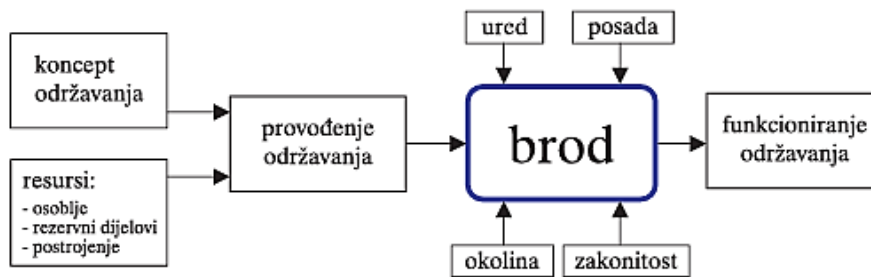 ured
posada
koncept
održavanja
provođenje
održavanja
brod
funkcioniranje
održavanja
resursi:
- osoblje
- rezervni dijelovi
- postrojenje
okolina
zakonitost